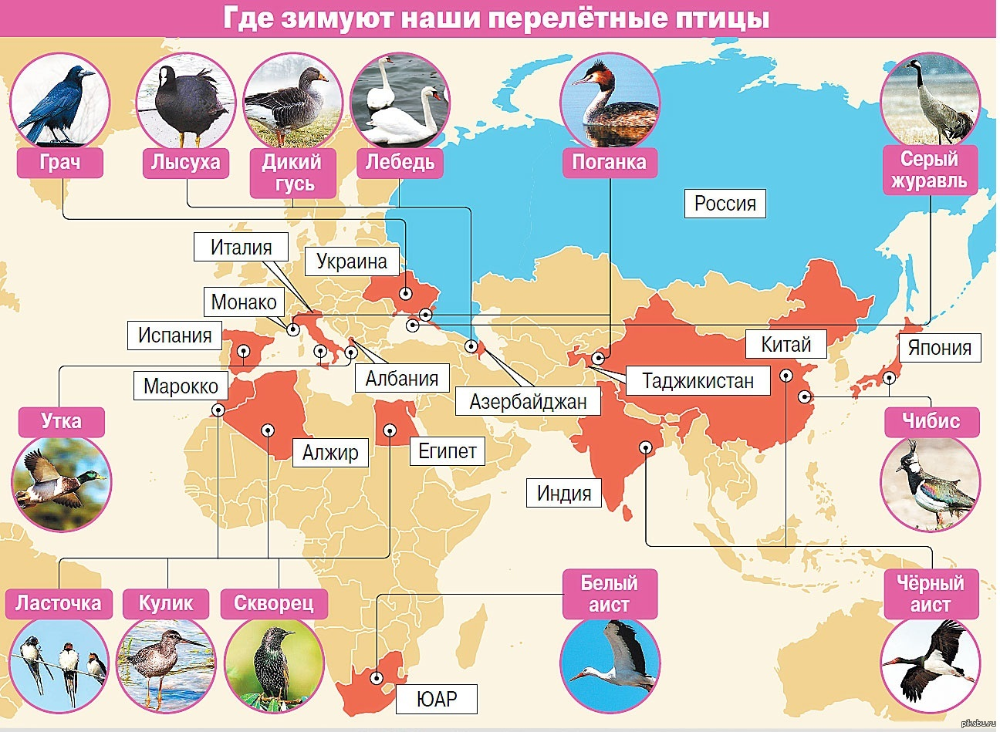 Где зимуют наши перелётные птицы
Грач
Лысуха
Дикий
гусь
Лебедь
Поганка
Серый
журавль
Россия
Италия
Украина
Монако
Испания
Китай
Япония
Марокко
Албания
Таджикистан
Азербайджан
Утка
Чибис
Алжир
Египет
Индия
Ласточка
Кулик
Скворец
Белый
аист
Чёрный
аист
ЮАР
pikabu.ru